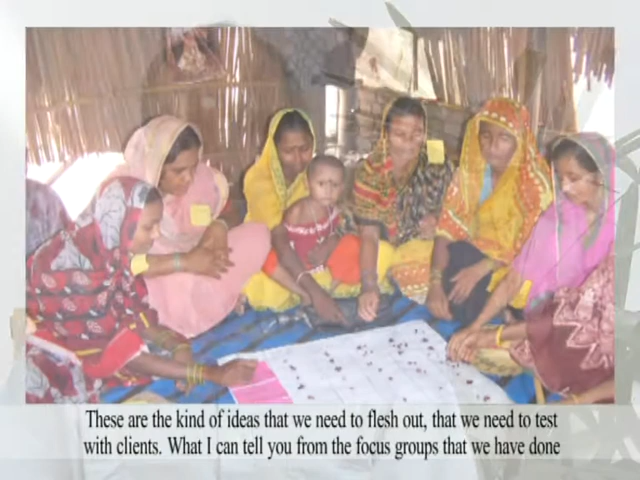 These are the kind of ideas that we need to flesh out, that we need to test
with clients. What I can tell you from the focus groups that we have done